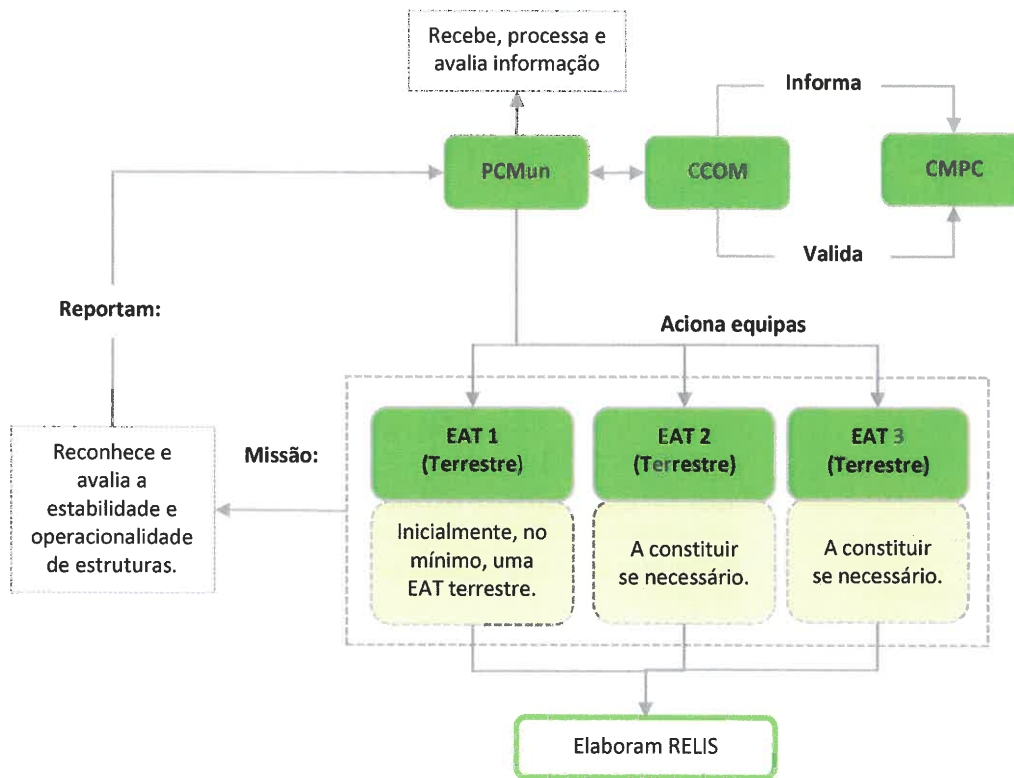 Recebe, processa e
avalia informação
Informa
PCMun
CCOM
CMPC
Valida
Reportam:
Aciona equipas
EAT 1
(Terrestre)
EAT 2
(Terrestre)
EAT 3
(Terrestre)
Missão:
Reconhece e
avalia a
estabilidade e
operacionalidade
de estruturas.
Inicialmente, no
mínimo, uma
EAT terrestre.
A constituir
se necessário.
A constituir
se necessário.
Elaboram RELIS